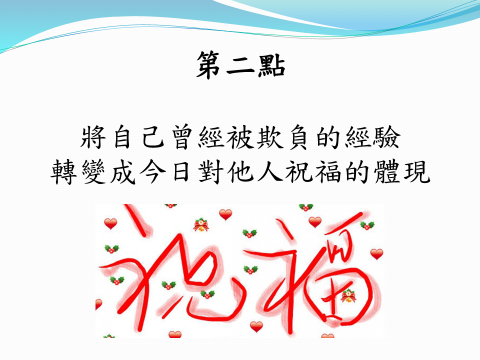 第二點
將自己曾經被欺負的經驗
轉變成今日對他人祝福的體現
祝福